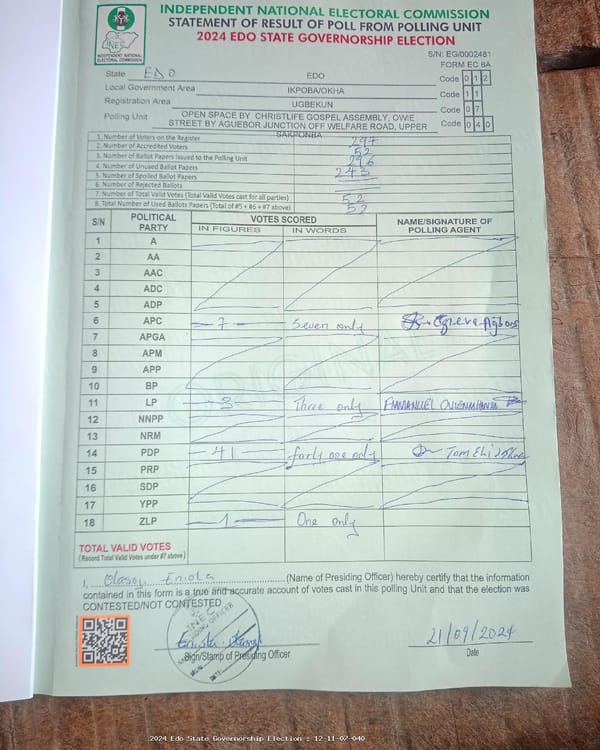 INDEPENDENT NATIONAL ELECTORAL COMMISSION
STATEMENT OF RESULT OF POLL FROM POLLING UNIT
2024 EDO STATE GOVERNORSHIP ELECTION
INEC
INDEPENDENT NATIONAL
ELECTORAL COMMISSION
S/N: EG/0002481
FORM EC 8A
State EDO EDO Code 0 1 2
Local Government Area IKPOBA/OKHA Code 1 1
Registration Area UGBEKUN Code 0 7
Polling Unit OPEN SPACE BY CHRISTLIFE GOSPEL ASSEMBLY, OWIE Code 0 4 0
STREET BY AGUEBOR JUNCTION OFF WELFARE ROAD, UPPER
SAKPONBA
1. Number of Voters on the Register 297
2. Number of Accredited Voters 52
3. Number of Ballot Papers Issued to the Polling Unit 296
4. Number of Unused Ballot Papers 243
5. Number of Spoiled Ballot Papers
6. Number of Rejected Ballots
7. Number of Total Valid Votes (Total Valid Votes cast for all parties) 52
8. Total Number of Used Ballots Papers (Total of #5 + #6 + #7 above) 52
S/N POLITICAL PARTY VOTES SCORED NAME/SIGNATURE OF POLLING AGENT
IN FIGURES IN WORDS
1 A
2 AA
3 AAC
4 ADC
5 ADP
6 APC 7 Seven only
7 APGA
8 APM
9 APP
10 BP
11 LP 3 Three only EMMANUEL
12 NNPP
13 NRM
14 PDP 41 forty one only Tom
15 PRP
16 SDP
17 YPP
18 ZLP 1 One only
TOTAL VALID VOTES
(Record Total Valid Votes under #7 above)
I, Eniola (Name of Presiding Officer) hereby certify that the information
contained in this form is a true and accurate account of votes cast in this polling Unit and that the election was
CONTESTED/NOT CONTESTED
INEC
Sign/Stamp of Presiding Officer
21/09/2024
Date
2024 Edo State Governorship Election : 12-11-07-040